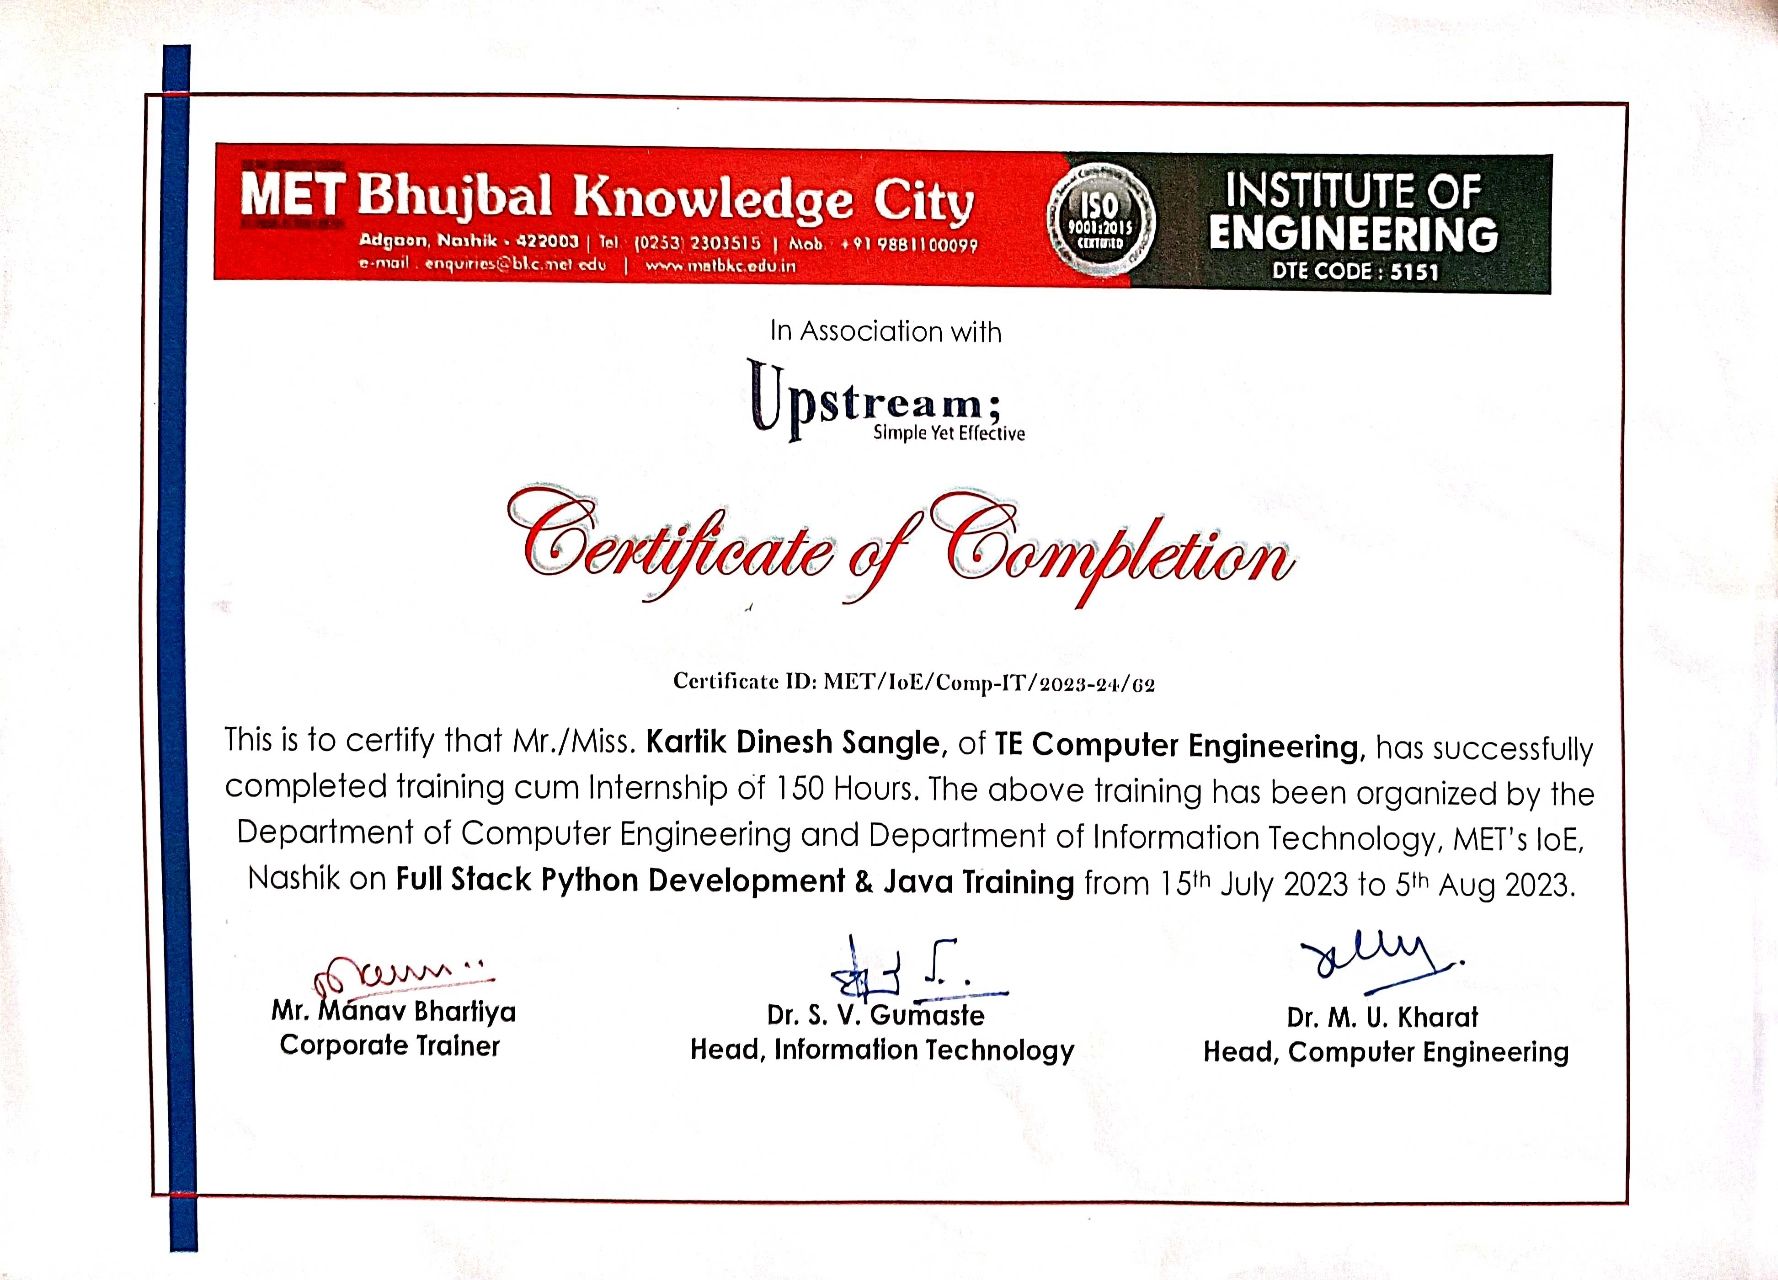 MET Bhujbal Knowledge City
Adgaon, Nashik - 422003 | Tel. (0253) 2303515 | Mob. +91 9881100099
e-mail . enquiries@bkc.met.edu | www.metbkc.edu.in
ISO
9001:2015
CERTIFIED
INSTITUTE OF
ENGINEERING
DTE CODE : 5151
In Association with
Upstream;
Simple Yet Effective
Certificate of Completion
Certificate ID: MET/IoE/Comp-IT/2023-24/62
This is to certify that Mr./Miss. Kartik Dinesh Sangle, of TE Computer Engineering, has successfully
completed training cum Internship of 150 Hours. The above training has been organized by the
Department of Computer Engineering and Department of Information Technology, MET's IoE,
Nashik on Full Stack Python Development & Java Training from 15th July 2023 to 5th Aug 2023.
Mr. Manav Bhartiya
Corporate Trainer
Dr. S. V. Gumaste
Head, Information Technology
Dr. M. U. Kharat
Head, Computer Engineering